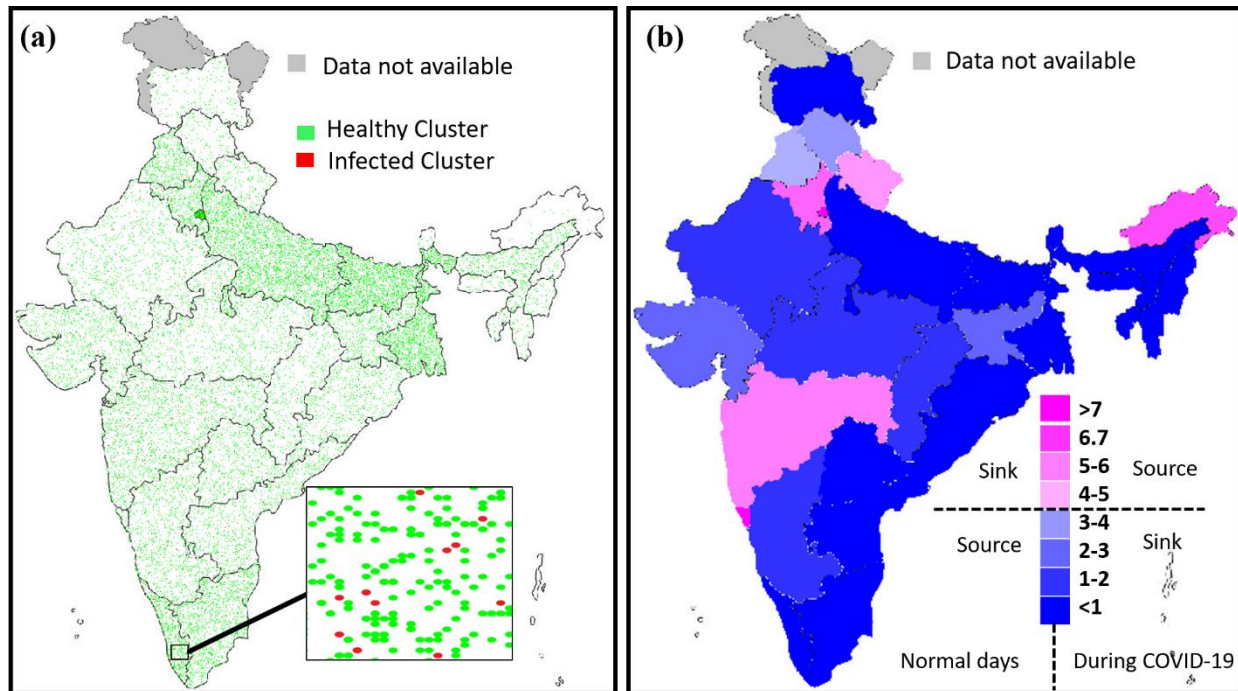 (a)
Data not available
Healthy Cluster
Infected Cluster
(b)
Data not available
>7
6.7
5-6
4-5
3-4
2-3
1-2
<1
Sink
Source
Source
Sink
Normal days
During COVID-19